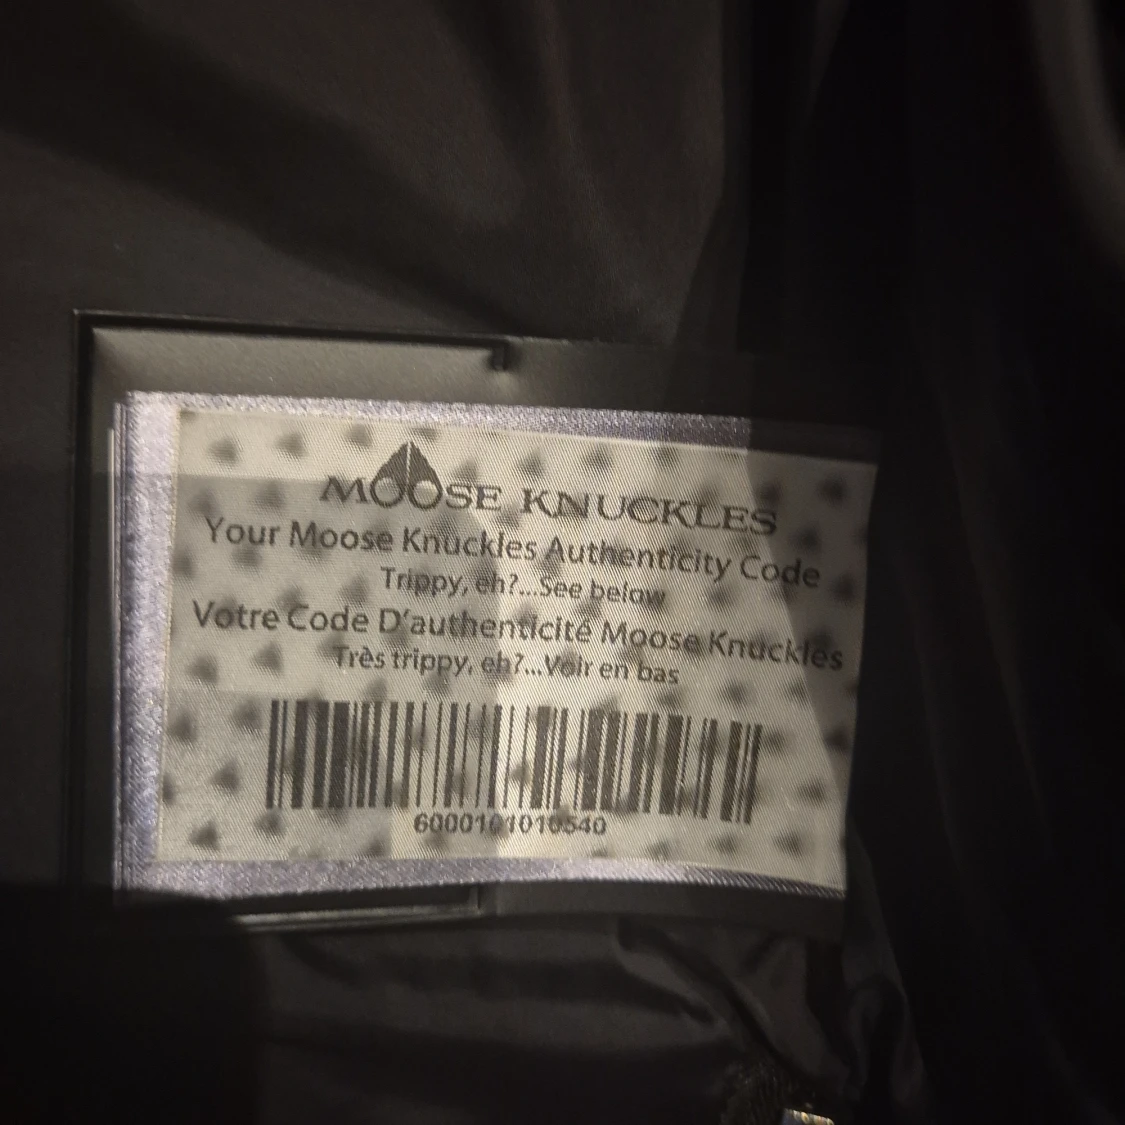 MOOSE KNUCKLES
Your Moose Knuckles Authenticity Code
Trippy, eh?...See below
Votre Code D'authenticité Moose Knuckles
Très trippy, eh?...Voir en bas
6000101010540